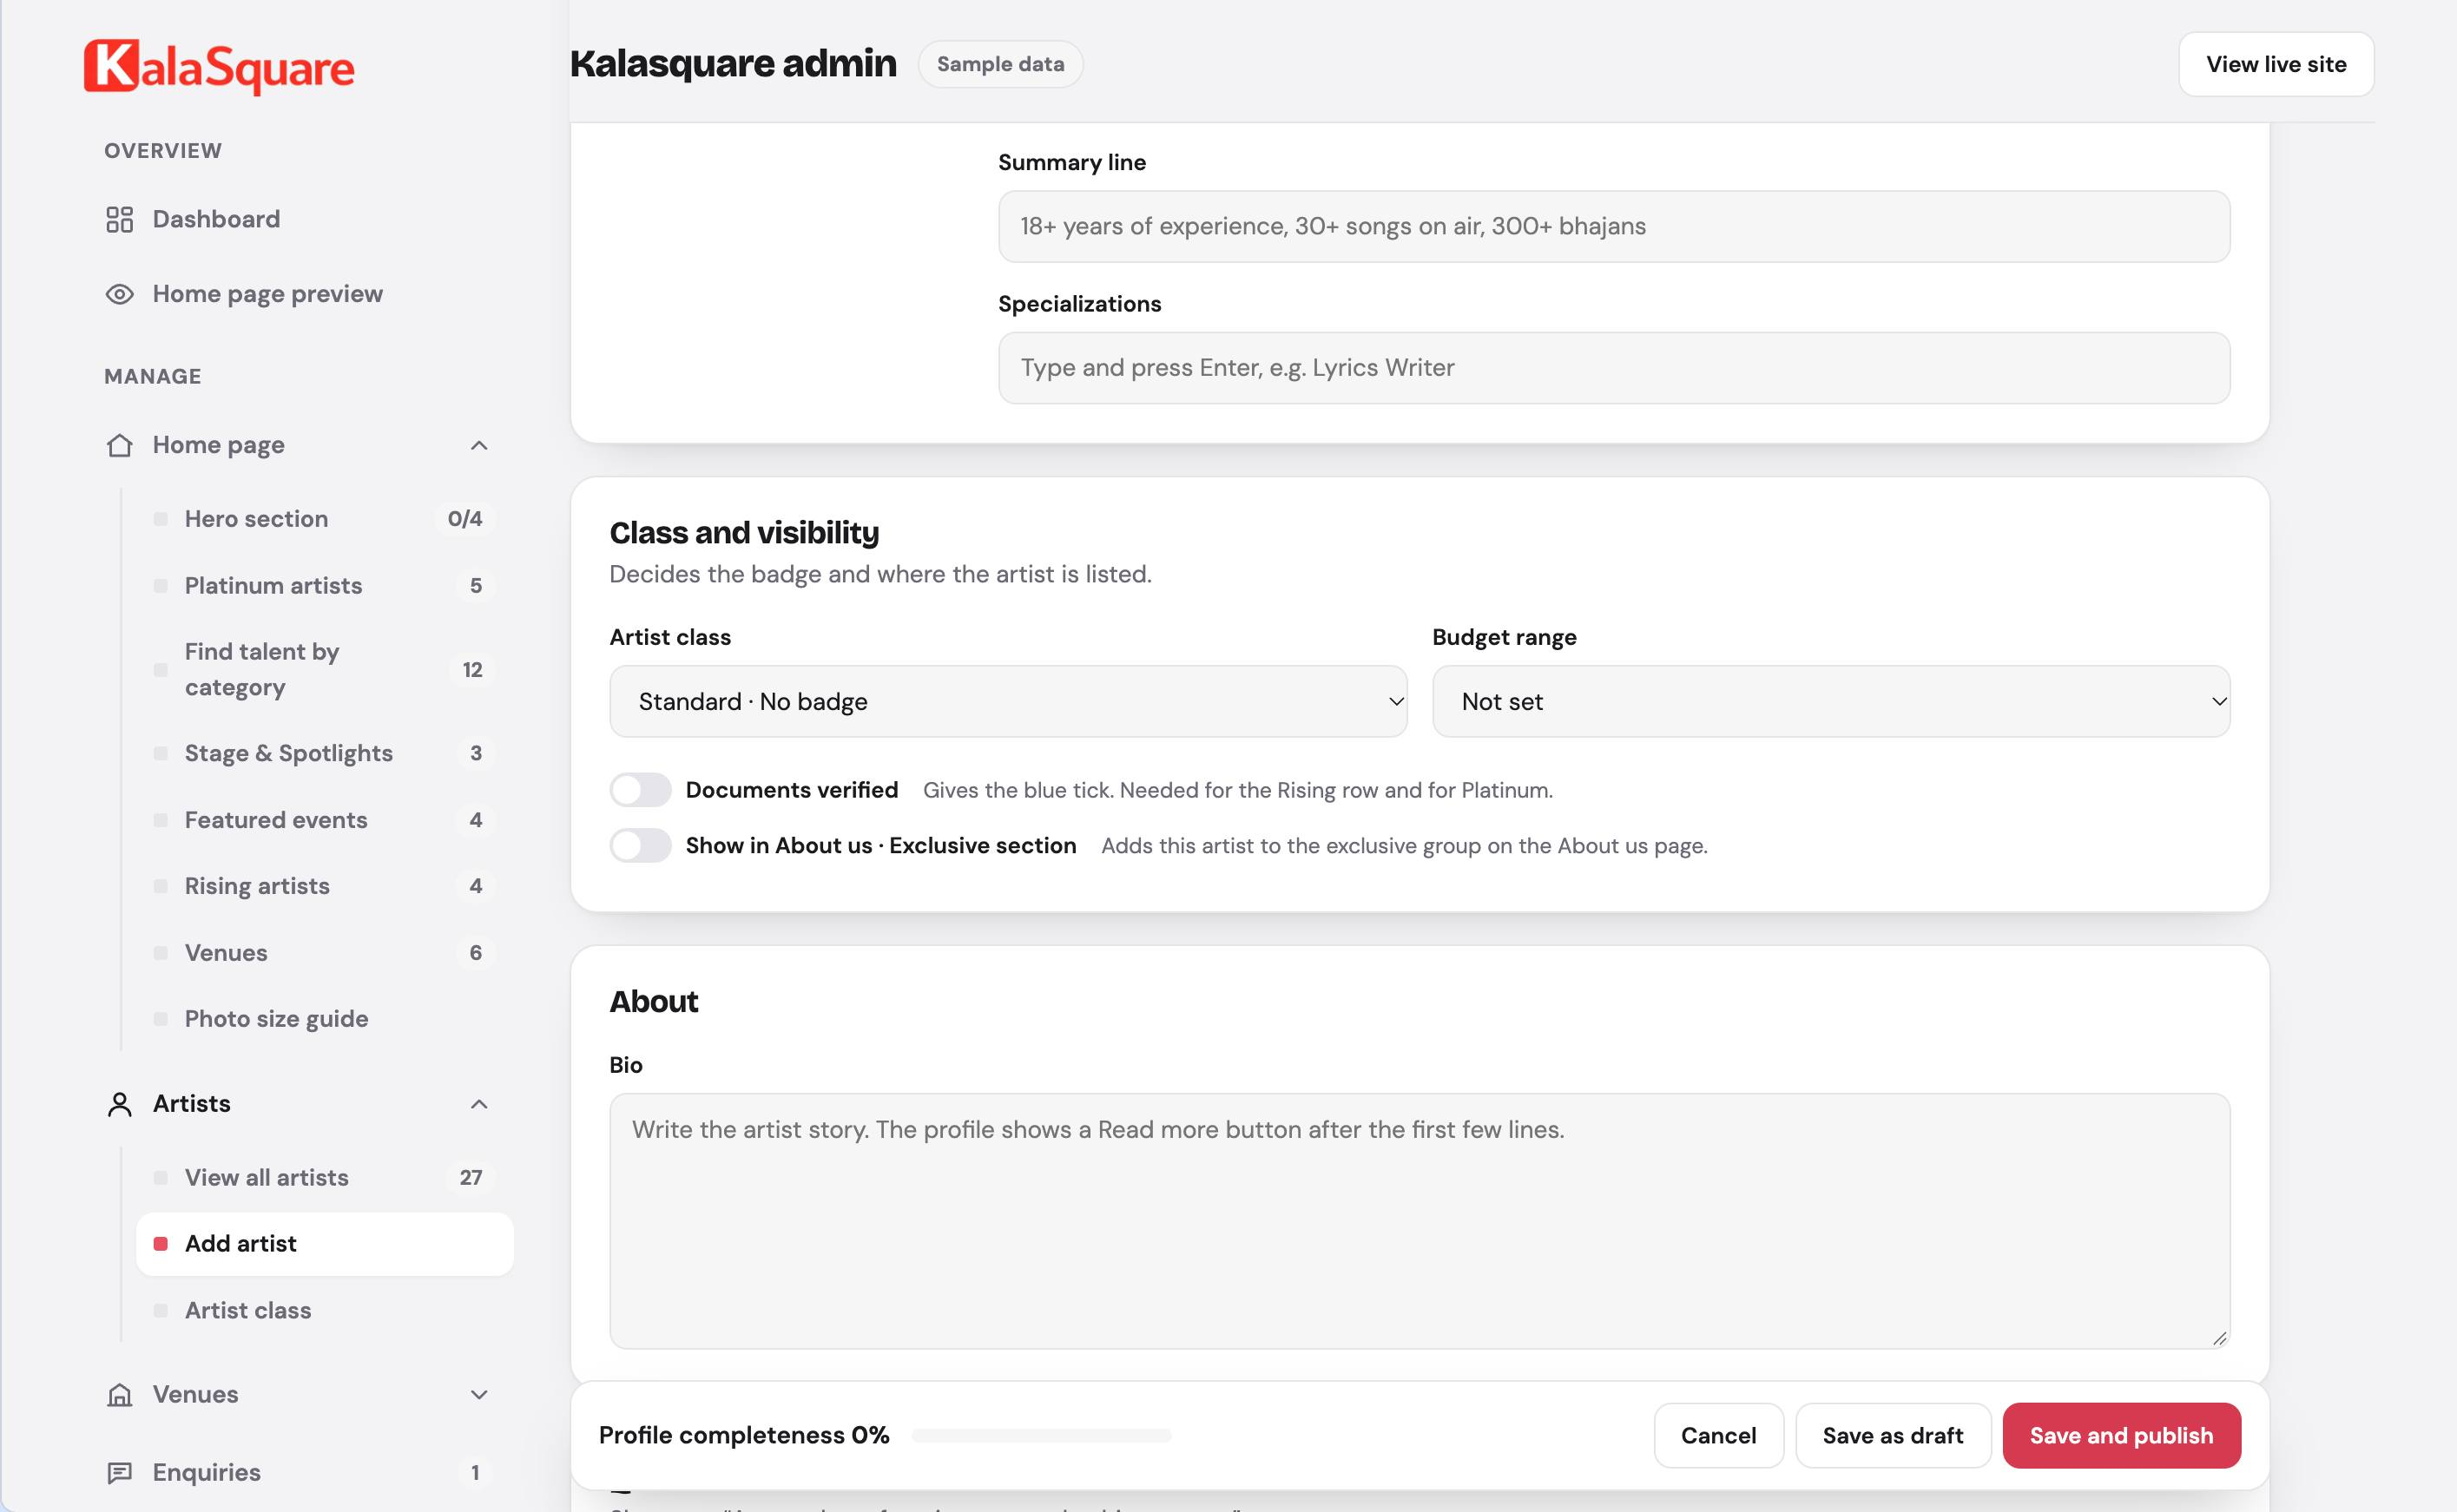 KalaSquare
OVERVIEW
Dashboard
Home page preview
MANAGE
Home page
Hero section 0/4
Platinum artists 5
Find talent by
category 12
Stage & Spotlights 3
Featured events 4
Rising artists 4
Venues 6
Photo size guide
Artists
View all artists 27
Add artist
Artist class
Venues
Enquiries 1
Kalasquare admin Sample data View live site
Summary line
18+ years of experience, 30+ songs on air, 300+ bhajans
Specializations
Type and press Enter, e.g. Lyrics Writer
Class and visibility
Decides the badge and where the artist is listed.
Artist class Budget range
Standard · No badge Not set
Documents verified Gives the blue tick. Needed for the Rising row and for Platinum.
Show in About us · Exclusive section Adds this artist to the exclusive group on the About us page.
About
Bio
Write the artist story. The profile shows a Read more button after the first few lines.
Profile completeness 0% Cancel Save as draft Save and publish